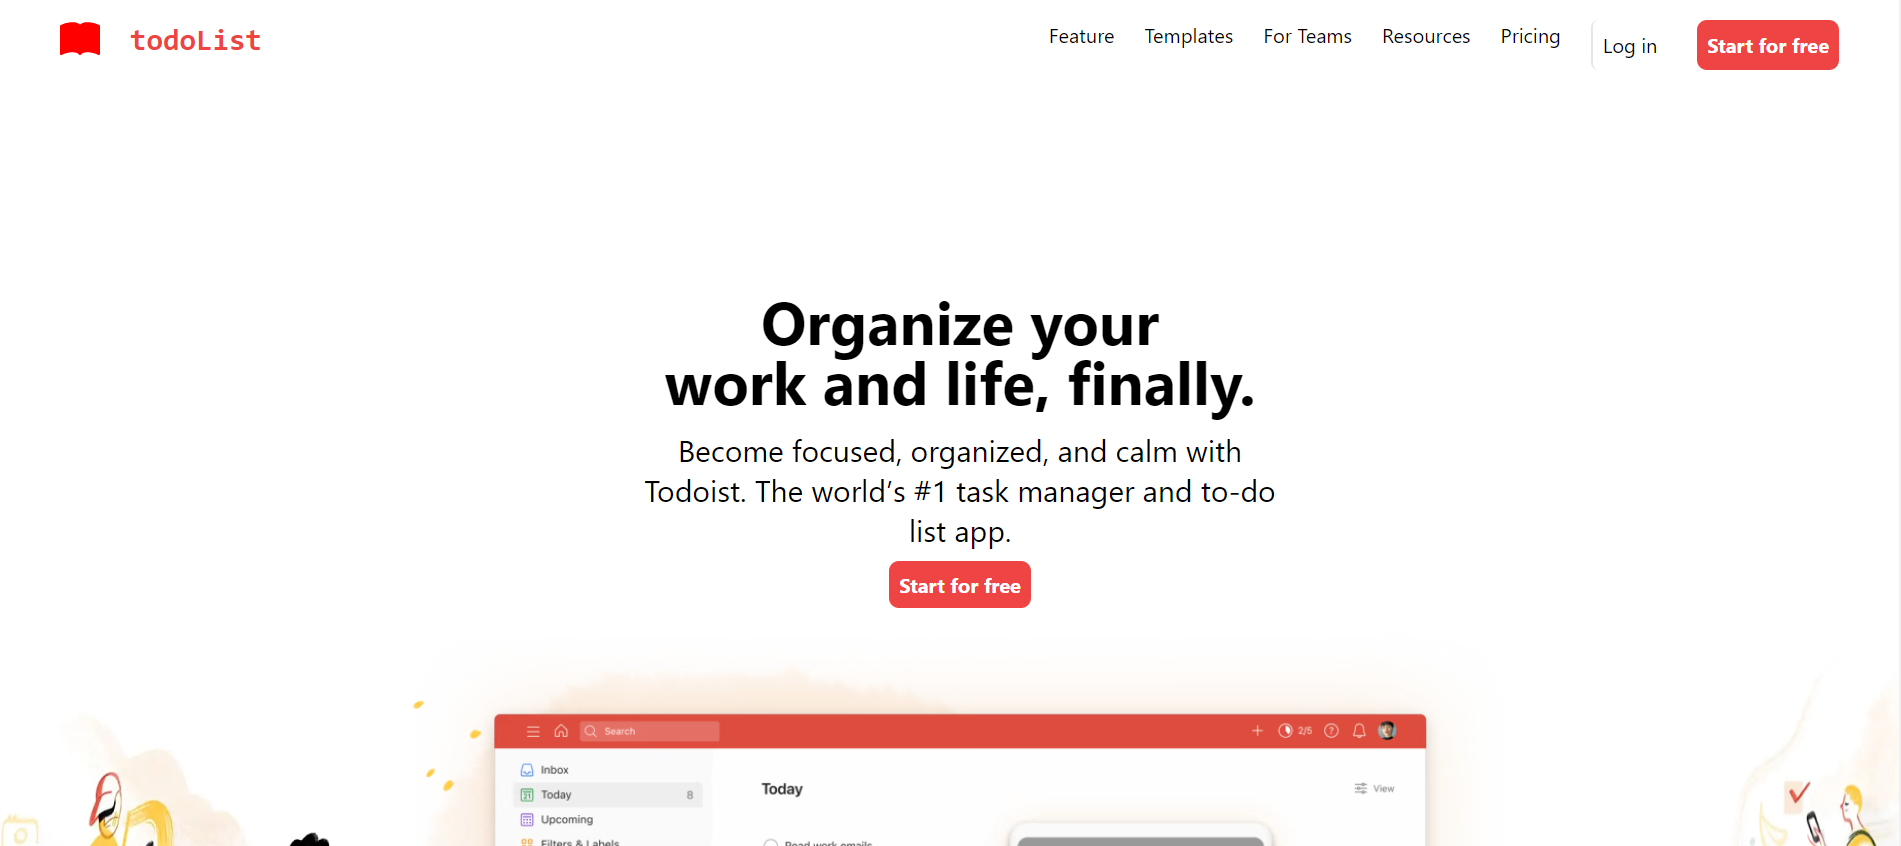 todoList
Feature
Templates
For Teams
Resources
Pricing
Log in
Start for free
Organize your
work and life, finally.
Become focused, organized, and calm with
Todoist. The world’s #1 task manager and to-do
list app.
Start for free
Search
2/5
Inbox
Today
8
Upcoming
Filters & Labels
Today
View
Read work emails